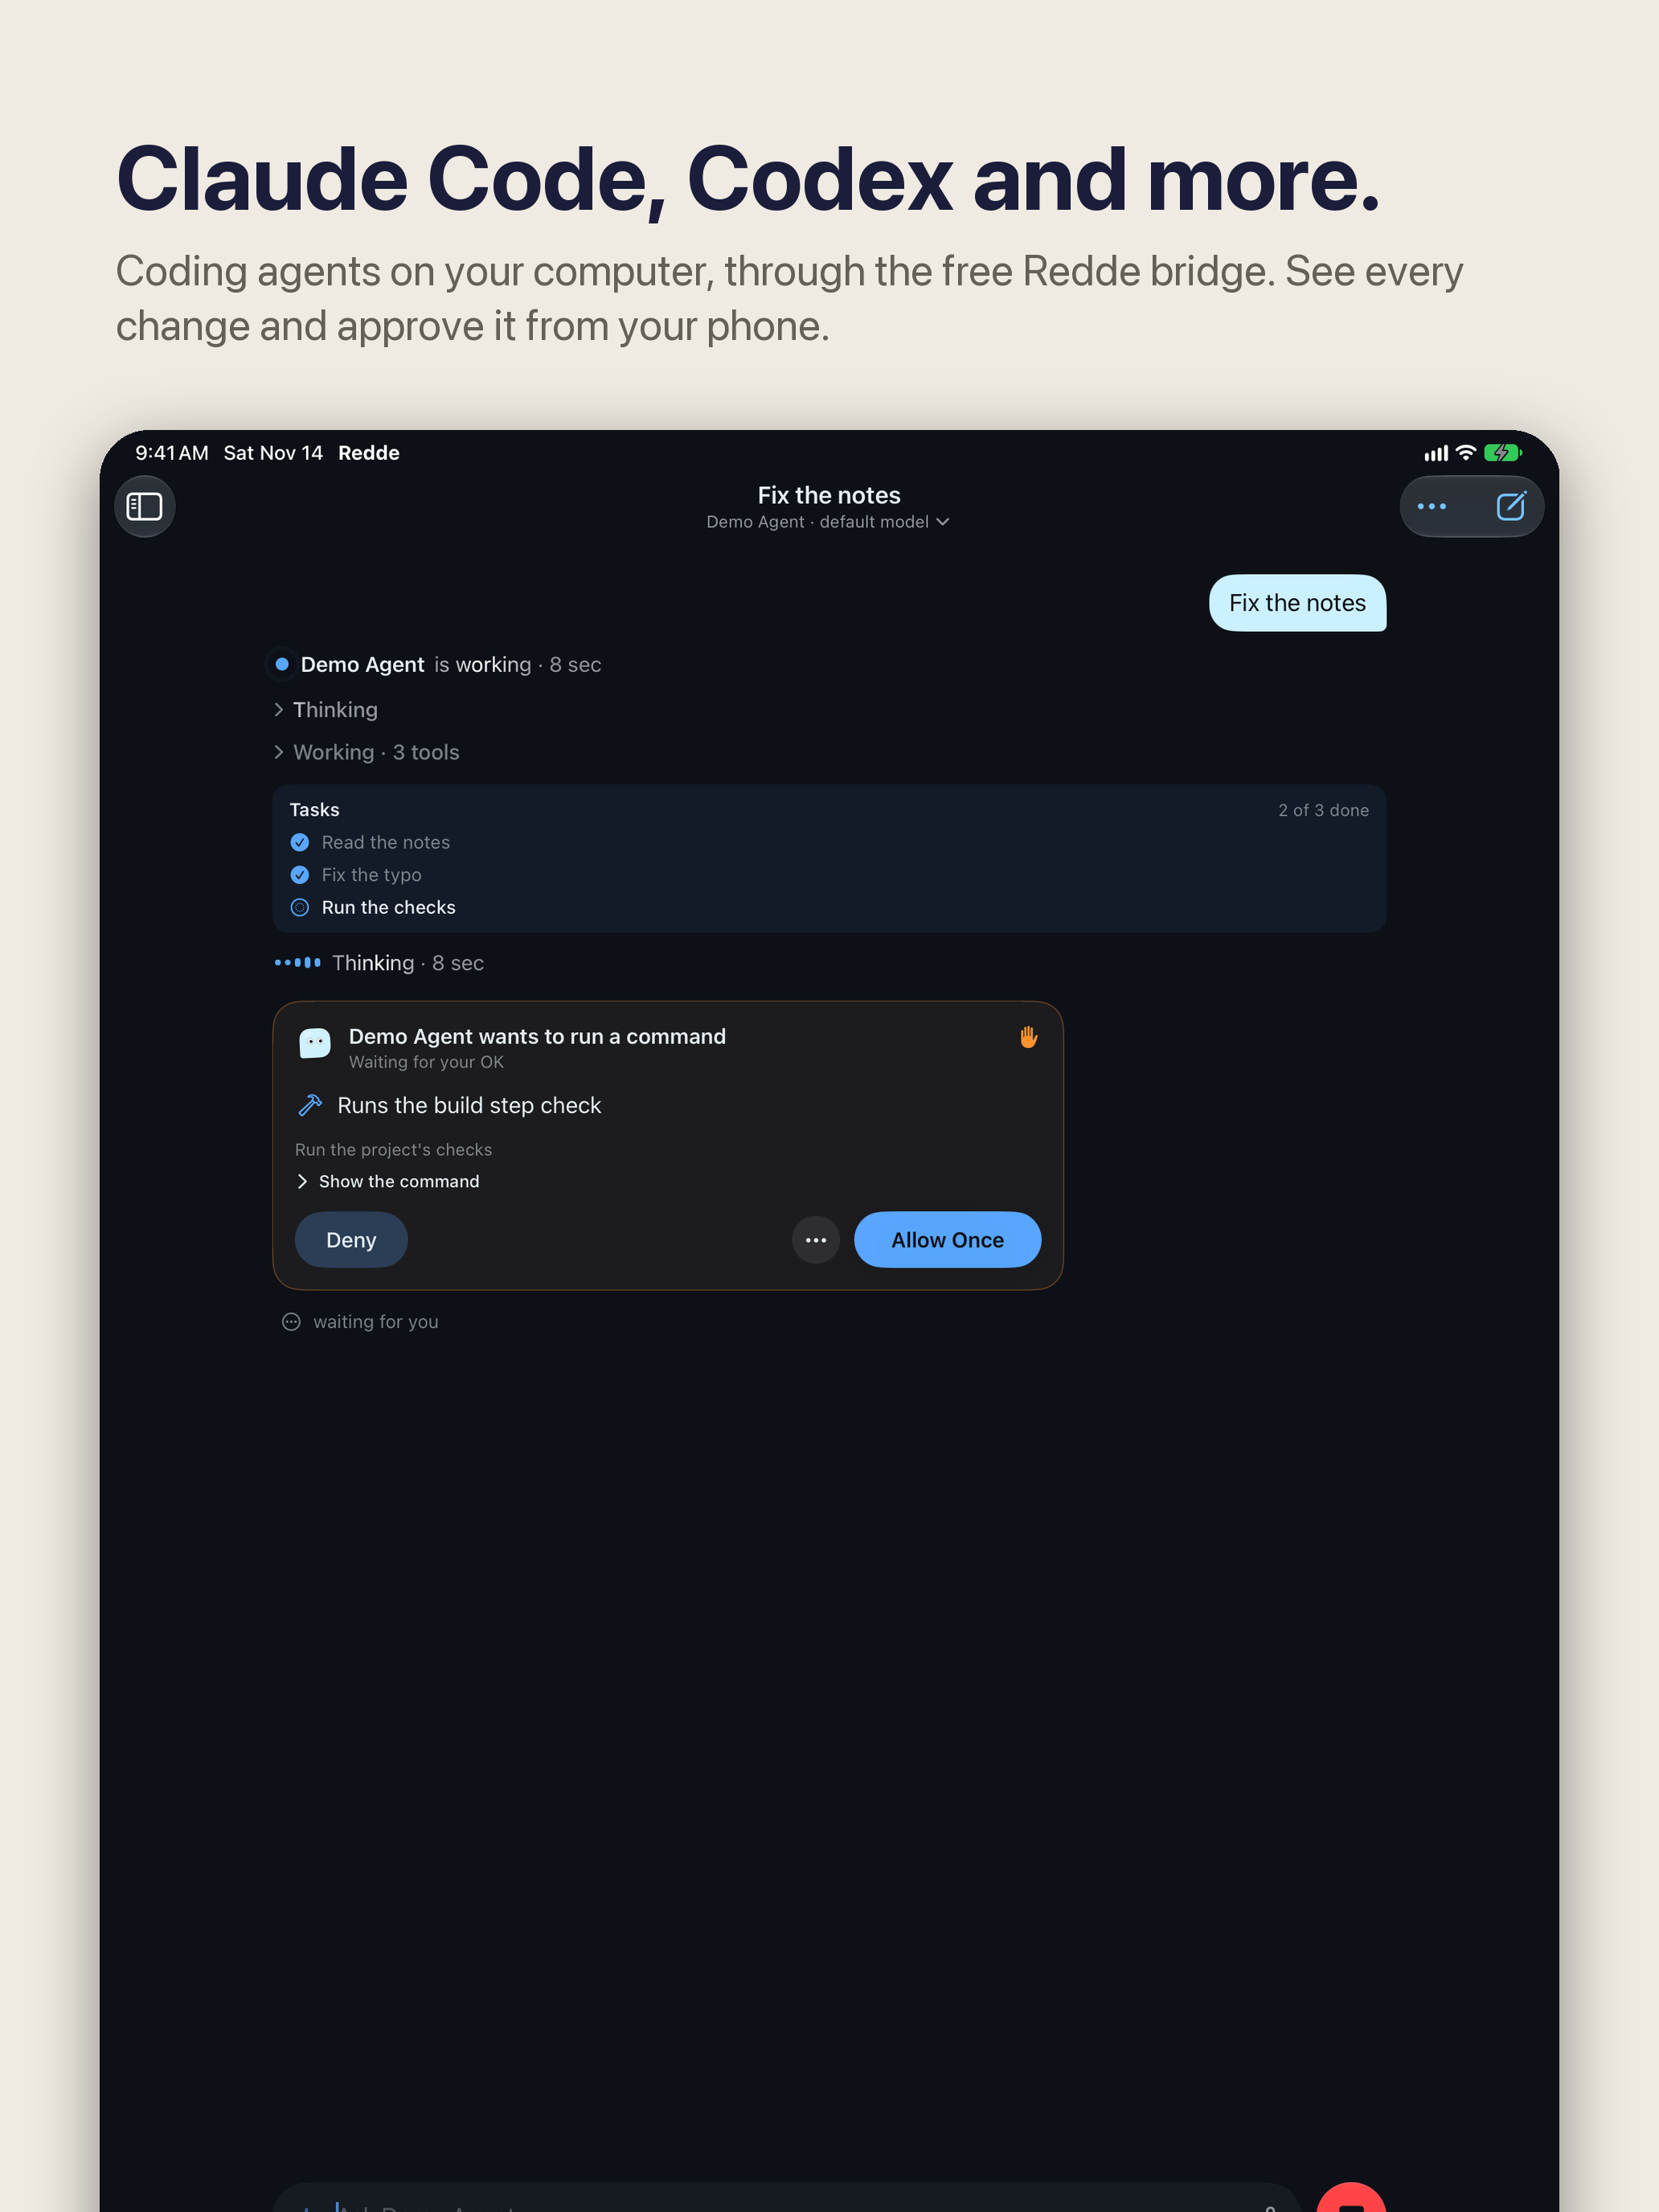 Claude Code, Codex and more.
Coding agents on your computer, through the free Redde bridge. See every
change and approve it from your phone.
9:41 AM Sat Nov 14 Redde
Fix the notes
Demo Agent · default model
Fix the notes
Demo Agent is working · 8 sec
Thinking
Working · 3 tools
Tasks
2 of 3 done
Read the notes
Fix the typo
Run the checks
Thinking · 8 sec
Demo Agent wants to run a command
Waiting for your OK
Runs the build step check
Run the project's checks
Show the command
Deny
Allow Once
waiting for you